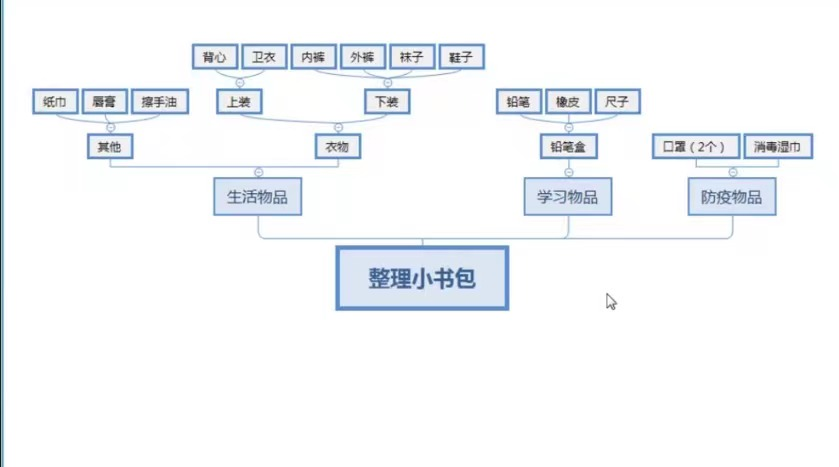 背心 卫衣 内裤 外裤 袜子 鞋子
纸巾 唇膏 擦手油 上装 下装 铅笔 橡皮 尺子
其他 衣物 铅笔盒 口罩（2个） 消毒湿巾
生活物品 学习物品 防疫物品
整理小书包